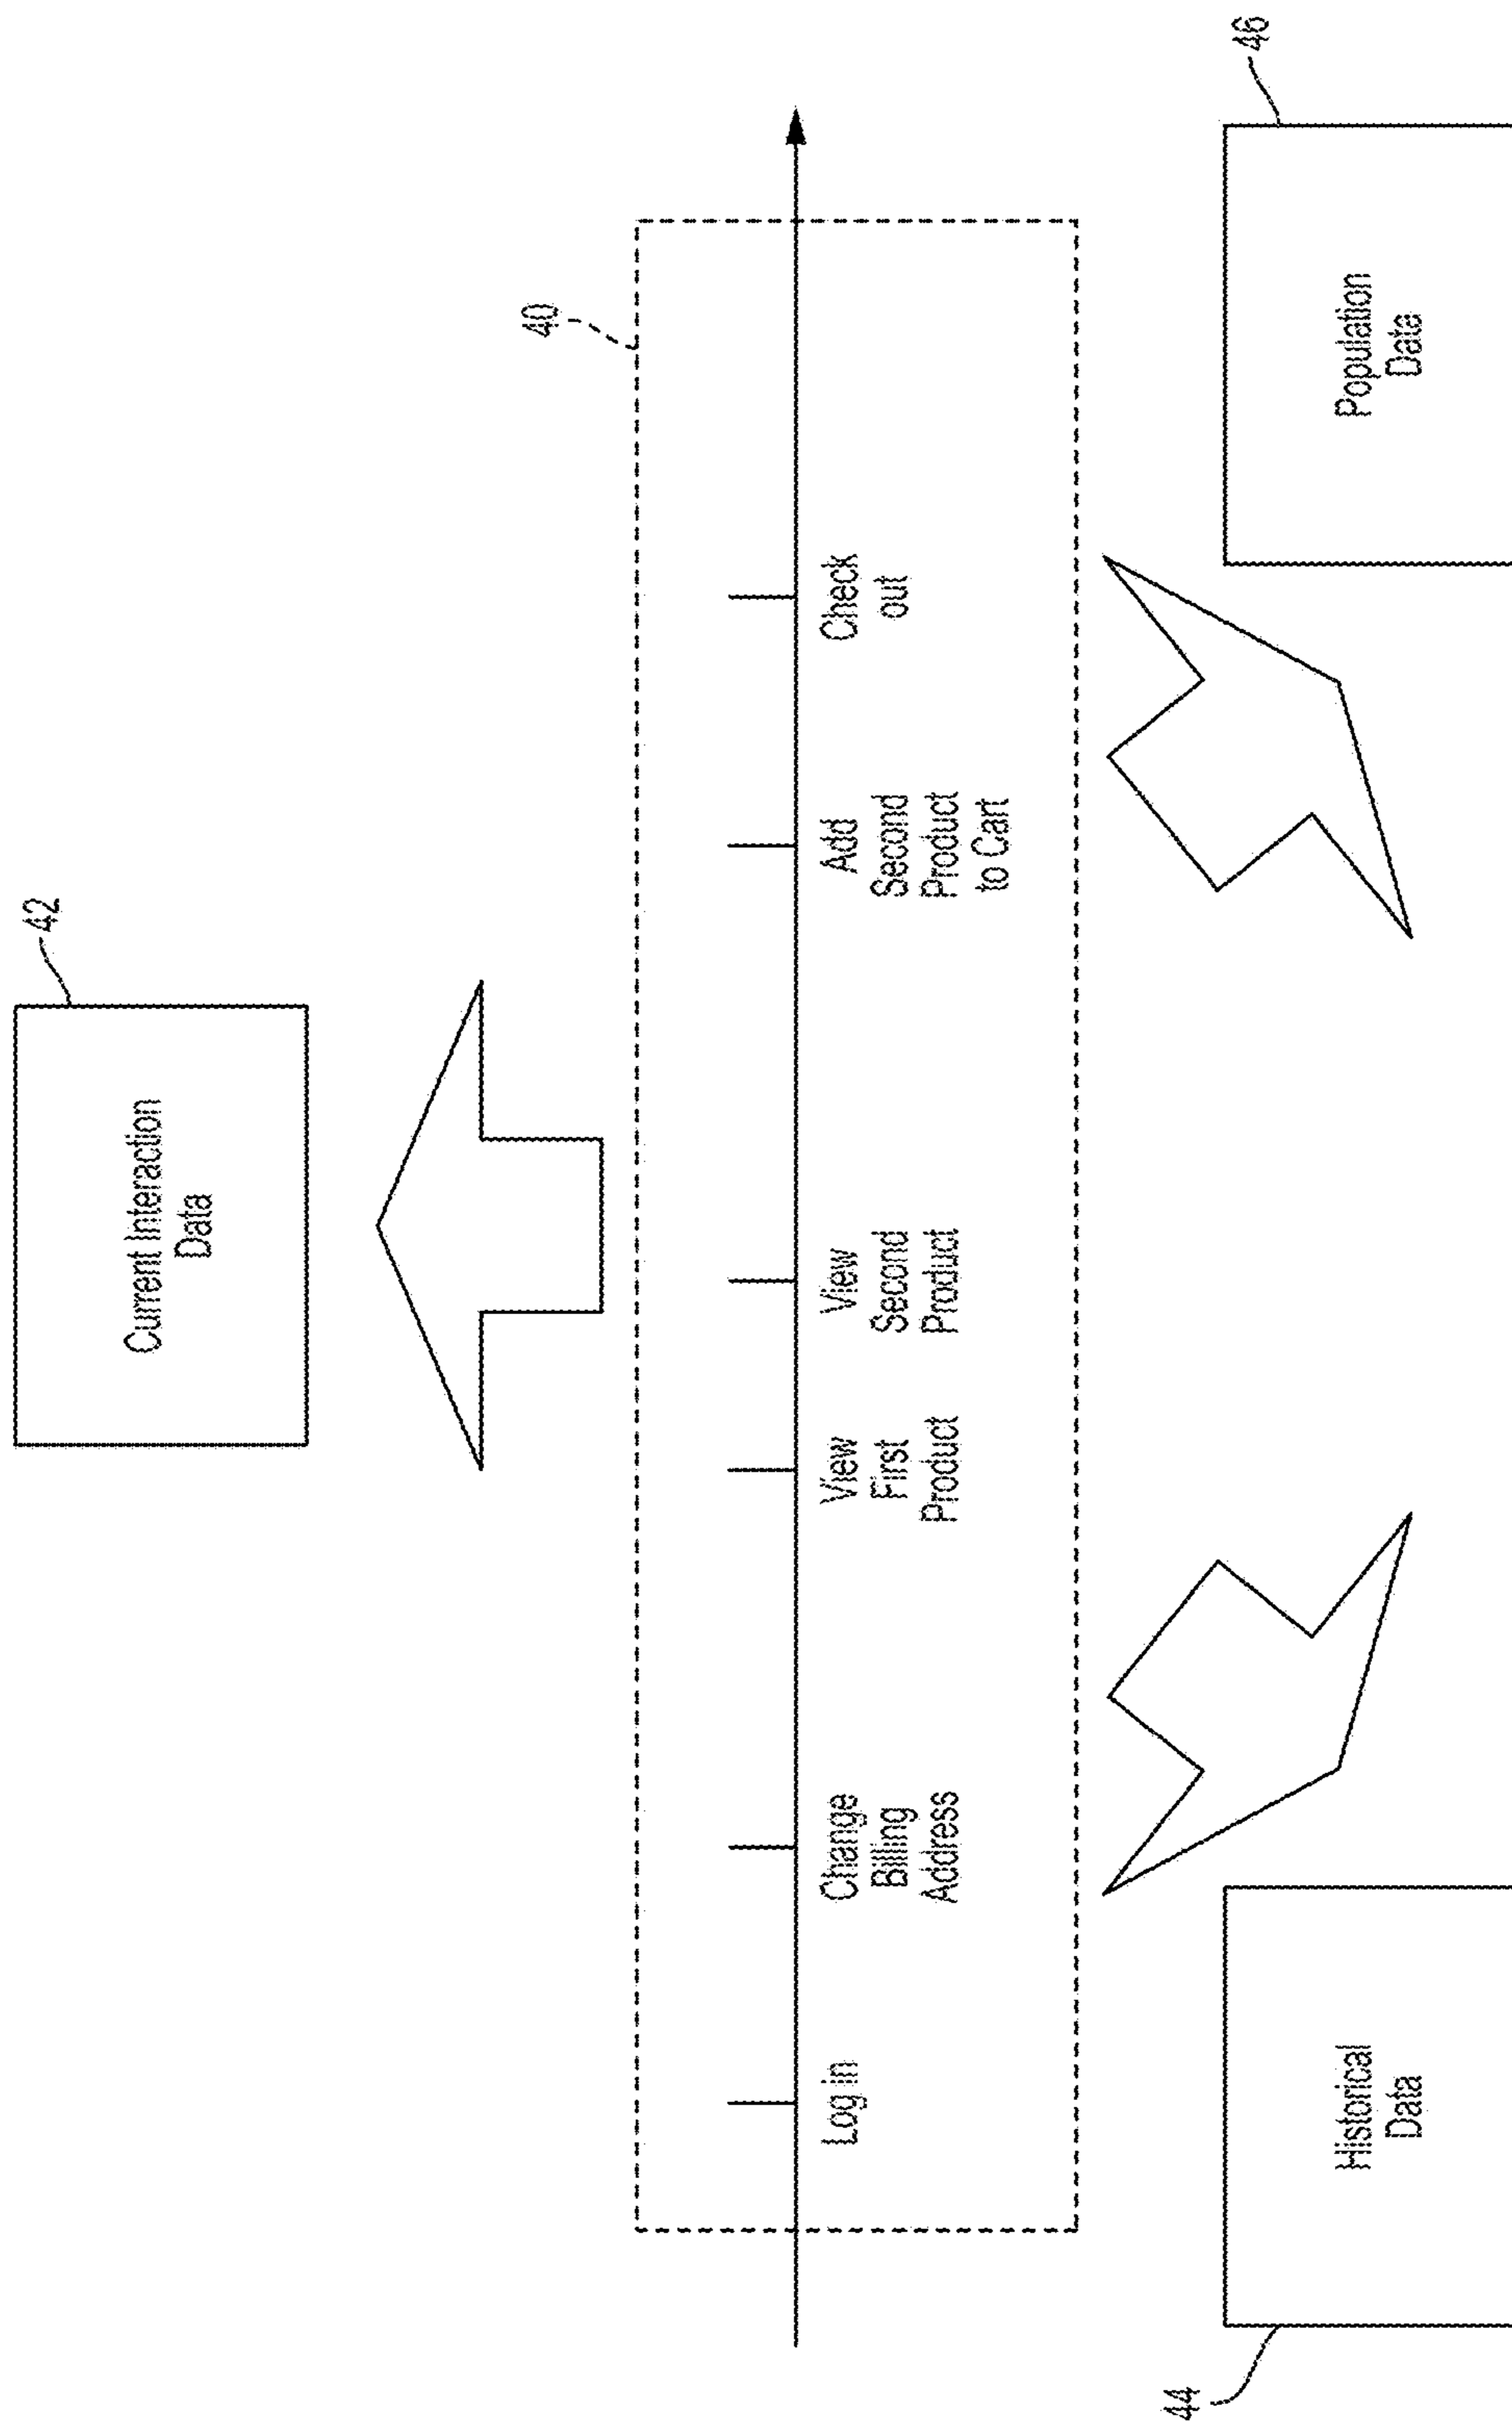 42
Current Interaction
Data
40
Log in
Change
Billing
Address
View
First
Product
View
Second
Product
Add
Second
Product
to Cart
Check
out
44
Historical
Data
46
Population
Data